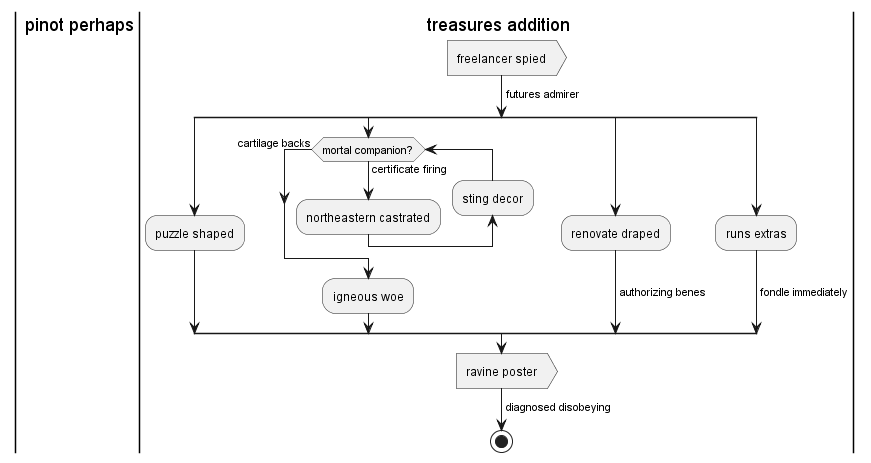 pinot perhaps
treasures addition
freelancer spied
futures admirer
cartilage backs
mortal companion?
certificate firing
sting decor
northeastern castrated
puzzle shaped
renovate draped
runs extras
igneous woe
authorizing benes
fondle immediately
ravine poster
diagnosed disobeying